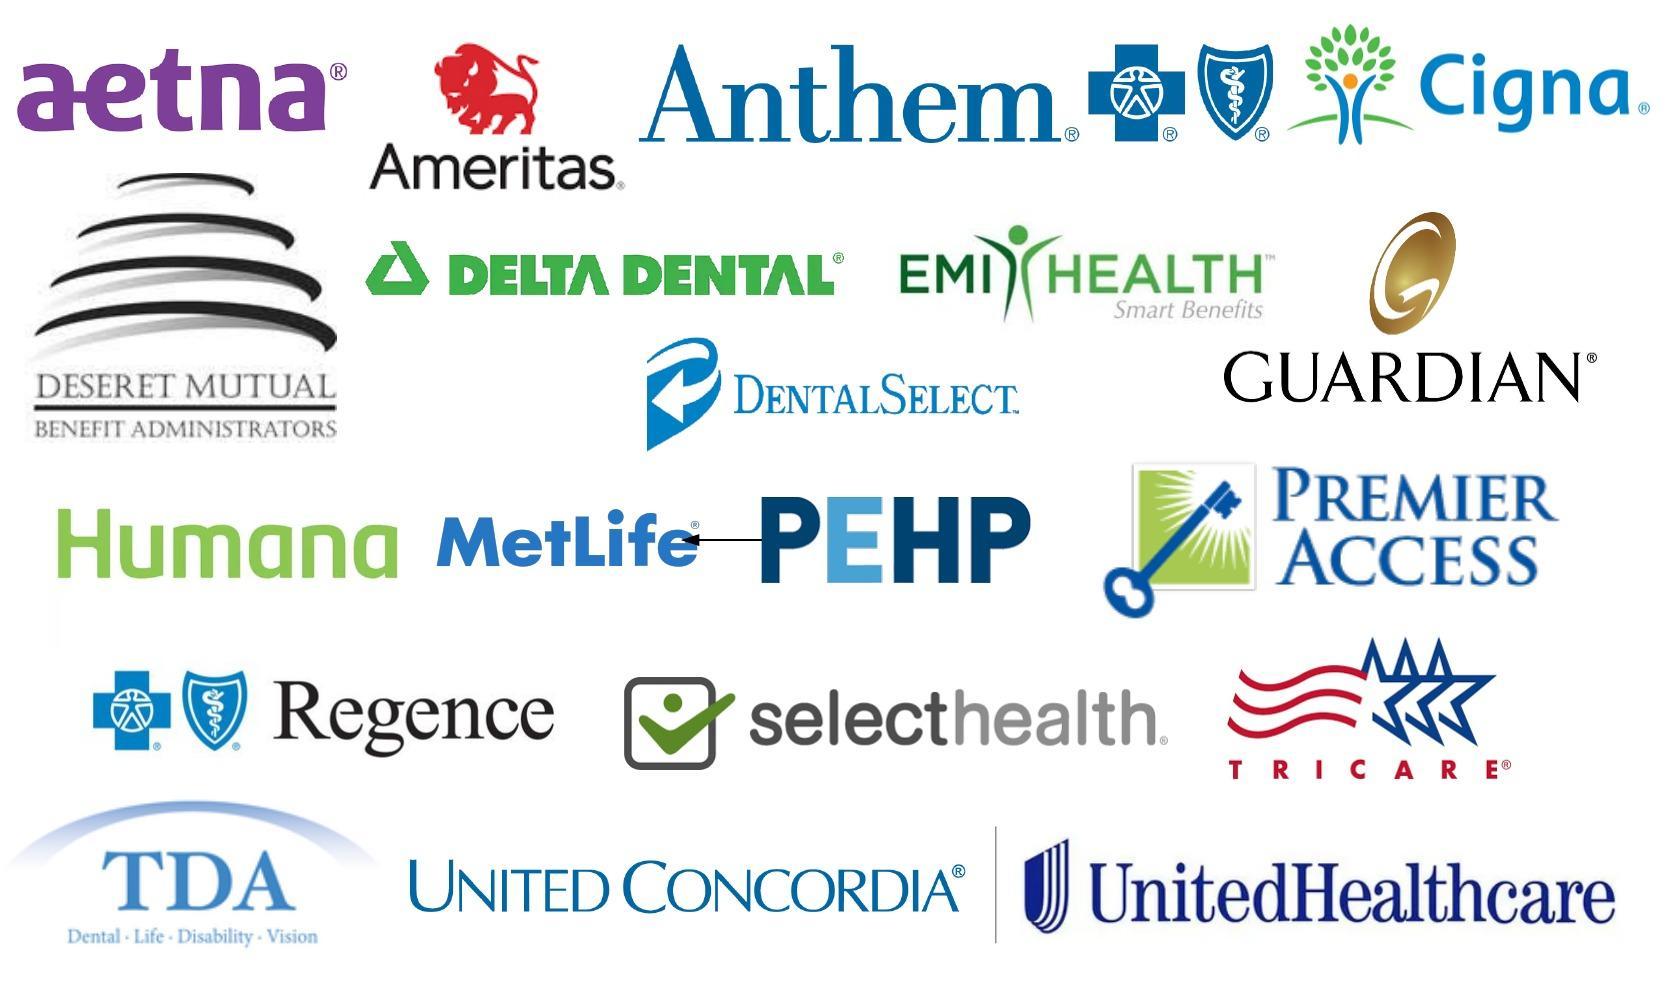 aetna®
Ameritas®
Anthem®
Cigna®
DESERET MUTUAL
BENEFIT ADMINISTRATORS
DELTA DENTAL®
EMI HEALTH™
Smart Benefits
GUARDIAN®
DENTALSELECT™
Humana
MetLife®
PEHP
PREMIER
ACCESS
Regence
selecthealth®
TRICARE®
TDA
Dental · Life · Disability · Vision
UNITED CONCORDIA®
UnitedHealthcare